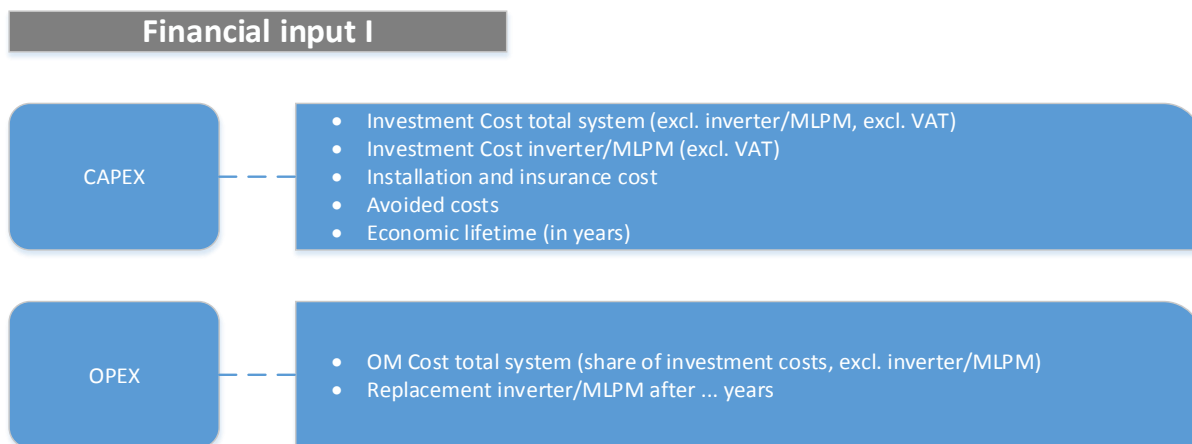 Financial input I
CAPEX
• Investment Cost total system (excl. inverter/MLPM, excl. VAT)
• Investment Cost inverter/MLPM (excl. VAT)
• Installation and insurance cost
• Avoided costs
• Economic lifetime (in years)
OPEX
• OM Cost total system (share of investment costs, excl. inverter/MLPM)
• Replacement inverter/MLPM after ... years